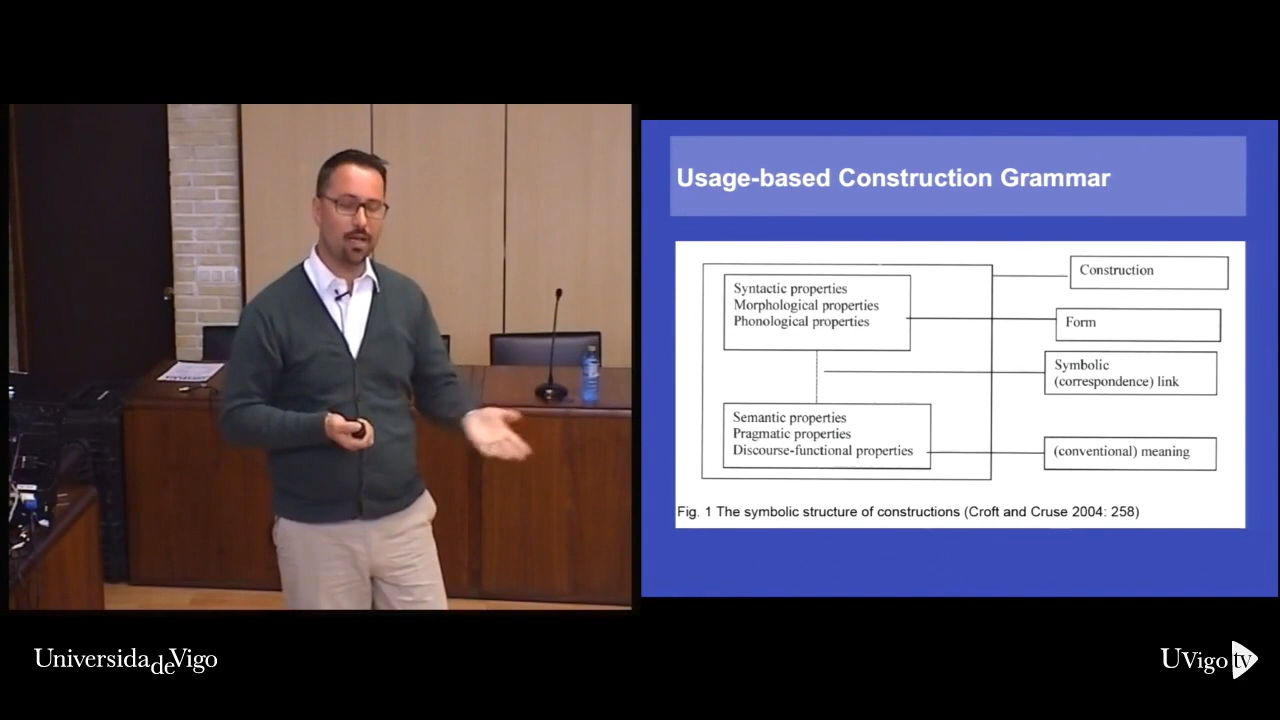 Usage-based Construction Grammar
Syntactic properties
Morphological properties
Phonological properties
Construction
Form
Symbolic
(correspondence) link
Semantic properties
Pragmatic properties
Discourse-functional properties
(conventional) meaning
Fig. 1 The symbolic structure of constructions (Croft and Cruse 2004: 258)
UniversidadeVigo
UVigo tv